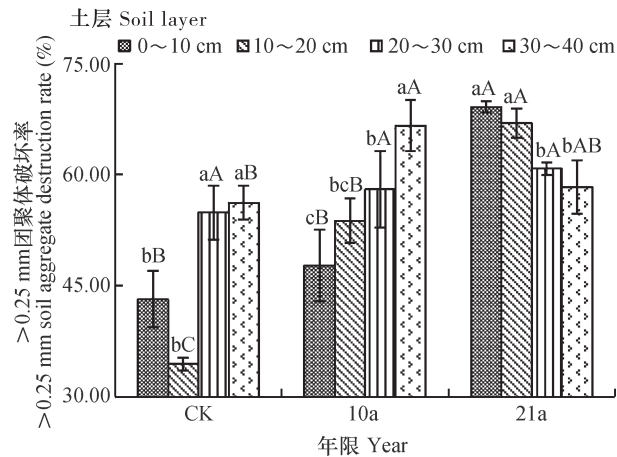 土层 Soil layer
0～10 cm 10～20 cm 20～30 cm 30～40 cm
>0.25 mm团聚体破坏率
>0.25 mm soil aggregate destruction rate (%)
75.00
60.00
45.00
30.00
bB bC aA aB
cB bcB bA aA
aA aA bA bAB
CK 10a 21a
年限 Year